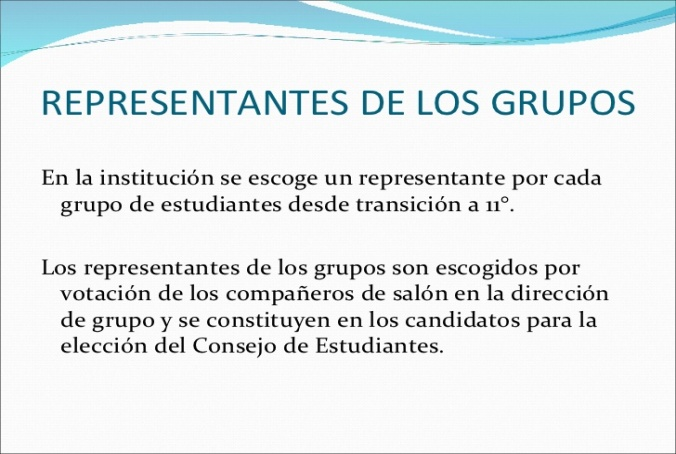 REPRESENTANTES DE LOS GRUPOS
En la institución se escoge un representante por cada
grupo de estudiantes desde transición a 11°.
Los representantes de los grupos son escogidos por
votación de los compañeros de salón en la dirección
de grupo y se constituyen en los candidatos para la
elección del Consejo de Estudiantes.